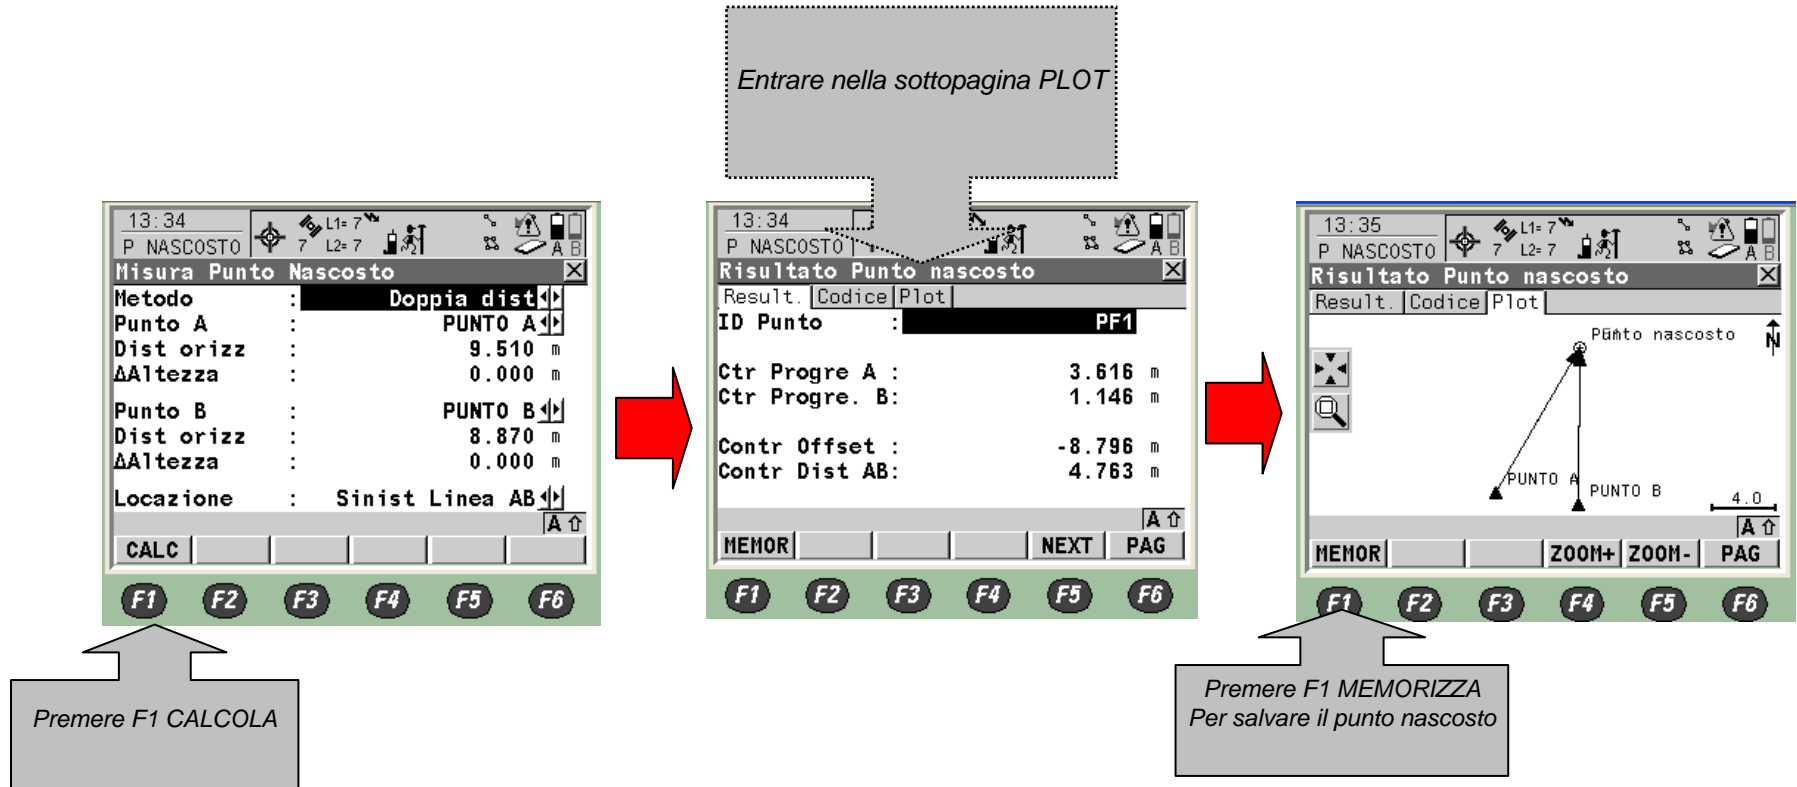 Entrare nella sottopagina PLOT
13:34
P NASCOSTO
7
L1= 7
L2= 7
A B
Misura Punto Nascosto
Metodo : Doppia dist
Punto A : PUNTO A
Dist orizz : 9.510 m
ΔAltezza : 0.000 m
Punto B : PUNTO B
Dist orizz : 8.870 m
ΔAltezza : 0.000 m
Locazione : Sinist Linea AB
A
CALC
F1 F2 F3 F4 F5 F6
Premere F1 CALCOLA
13:34
P NASCOSTO
A B
Risultato Punto nascosto
Result. Codice Plot
ID Punto : PF1
Ctr Progre A : 3.616 m
Ctr Progre. B: 1.146 m
Contr Offset : -8.796 m
Contr Dist AB: 4.763 m
A
MEMOR NEXT PAG
F1 F2 F3 F4 F5 F6
13:35
P NASCOSTO
7
L1= 7
L2= 7
A B
Risultato Punto nascosto
Result. Codice Plot
nascosto
N
PUNTO A
PUNTO B
4.0
A
MEMOR ZOOM+ ZOOM- PAG
F1 F2 F3 F4 F5 F6
Premere F1 MEMORIZZA
Per salvare il punto nascosto